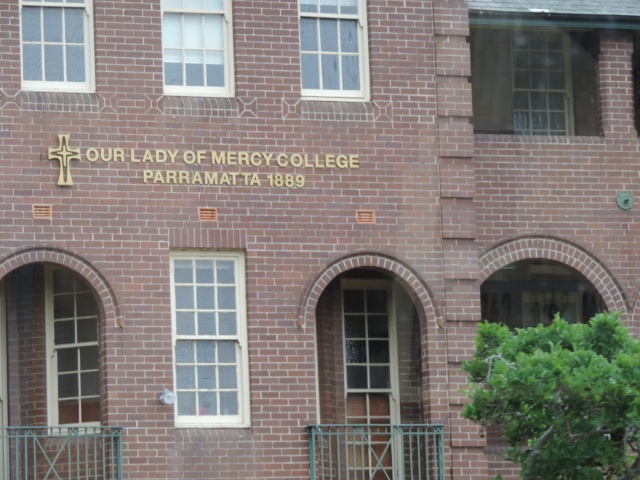 OUR LADY OF MERCY COLLEGE
PARRAMATTA 1889